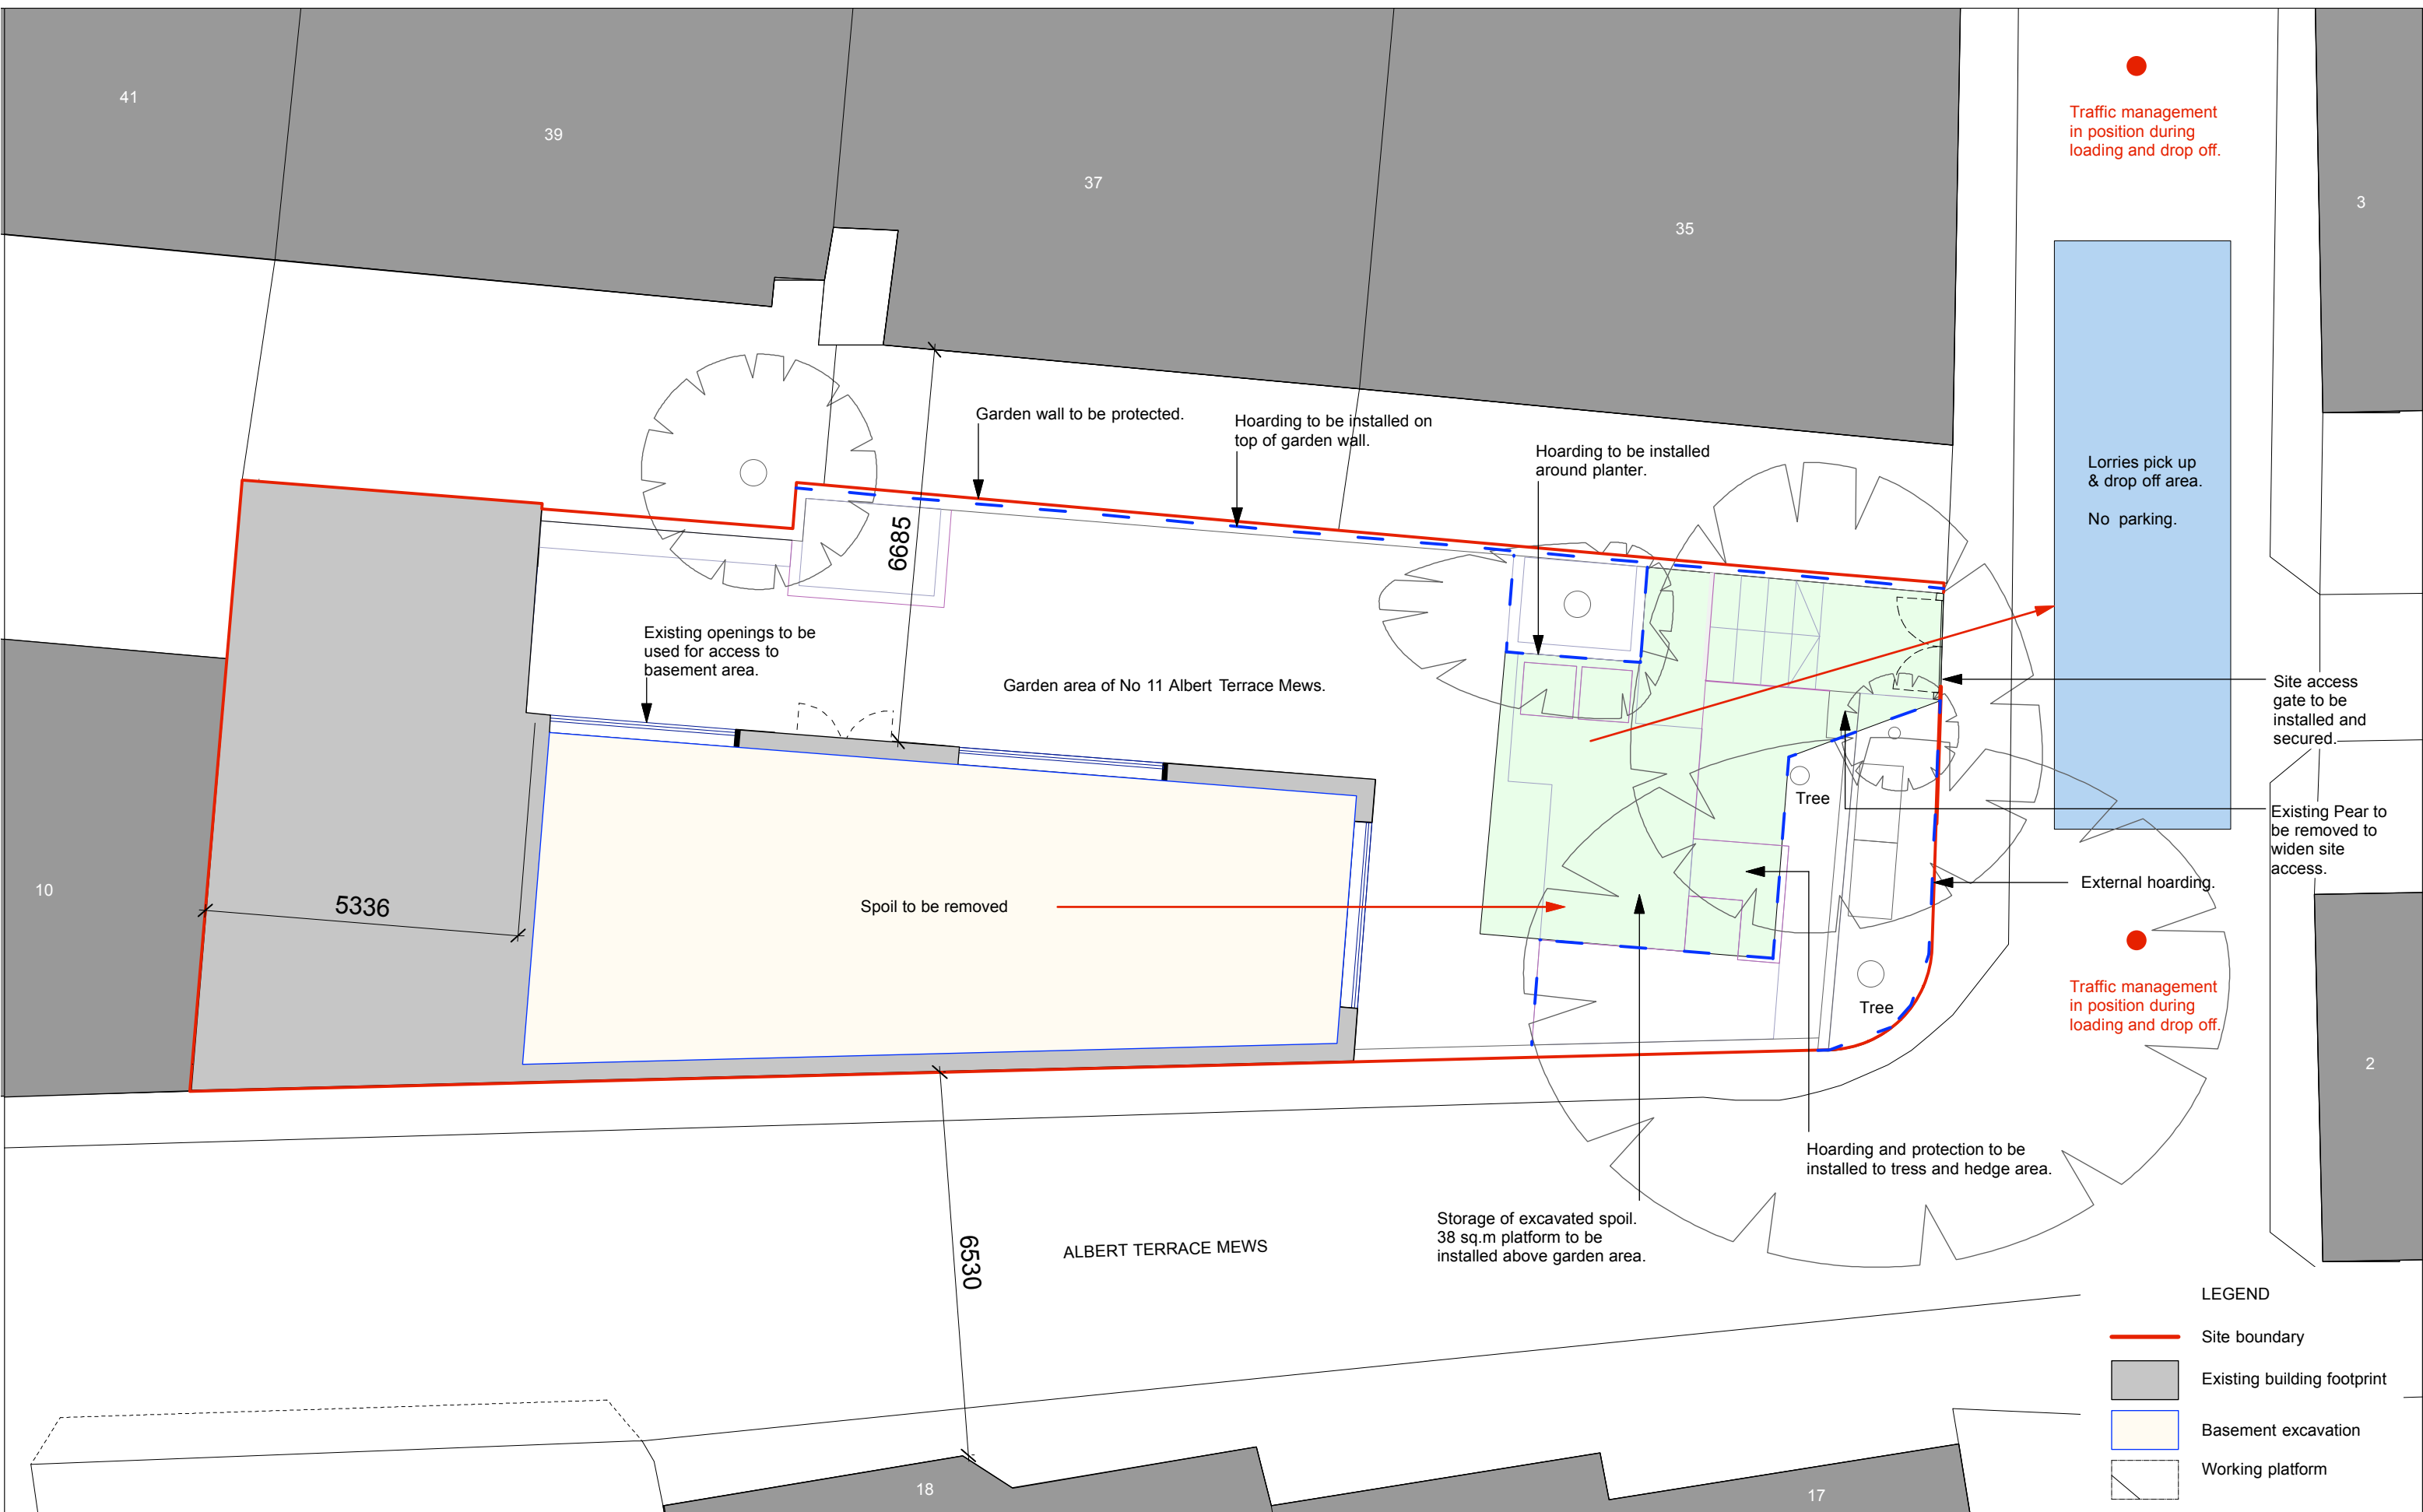 41
39
37
35
3
Traffic management
in position during
loading and drop off.
Garden wall to be protected.
Hoarding to be installed on
top of garden wall.
Hoarding to be installed
around planter.
Lorries pick up
& drop off area.
No parking.
6685
Existing openings to be
used for access to
basement area.
Garden area of No 11 Albert Terrace Mews.
Site access
gate to be
installed and
secured.
Tree
Existing Pear to
be removed to
widen site
access.
External hoarding.
10
5336
Spoil to be removed
Tree
Traffic management
in position during
loading and drop off.
2
Hoarding and protection to be
installed to tress and hedge area.
Storage of excavated spoil.
38 sq.m platform to be
installed above garden area.
6530
ALBERT TERRACE MEWS
LEGEND
Site boundary
Existing building footprint
Basement excavation
Working platform
18
17